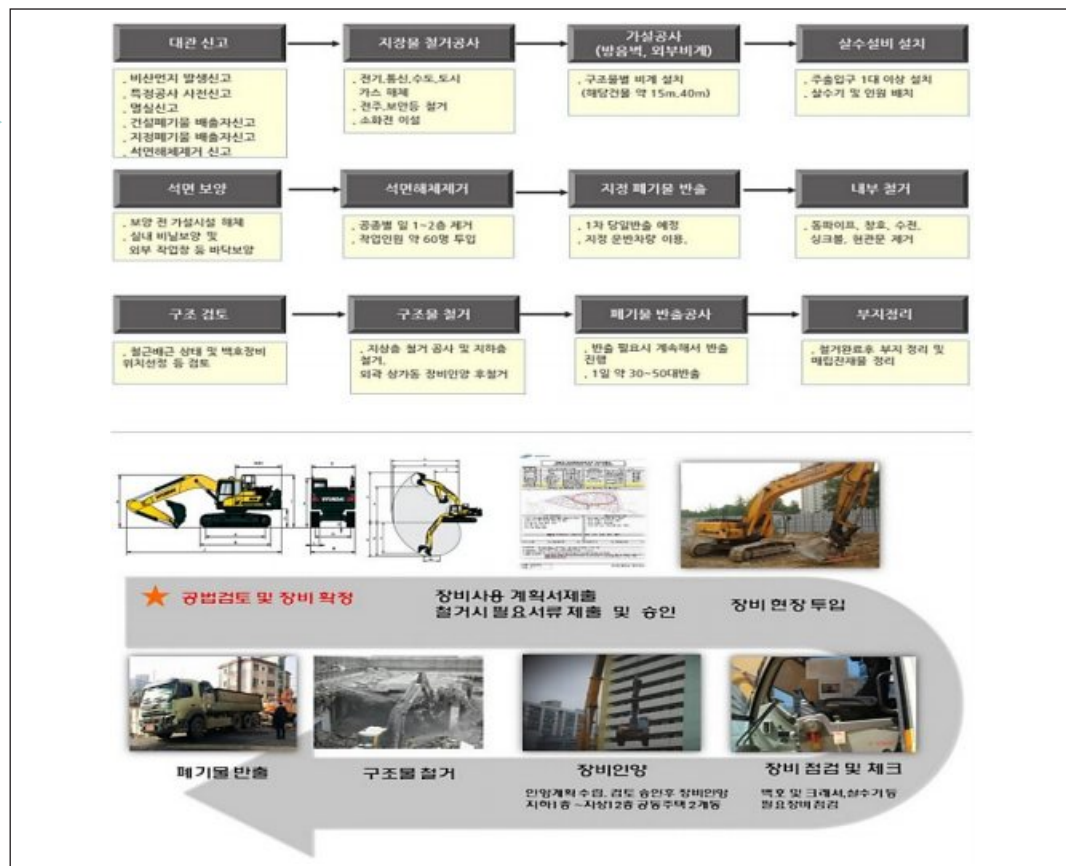 대관 신고
지장물 철거공사
가설공사
(방음벽, 외부비계)
살수설비 설치
. 비산먼지 발생신고
. 특정공사 사전신고
. 멸실신고
. 건설폐기물 배출자신고
. 지정폐기물 배출자신고
. 석면해체제거 신고
. 전기,통신,수도,도시
가스 해체
. 전주,보안등 철거
. 소화전 이설
. 구조물별 비계 설치
(해당건물 약 15m,40m)
. 주출입구 1대 이상 설치
. 살수기 및 인원 배치
석면 보양
석면해체제거
지정 폐기물 반출
내부 철거
. 보양 전 가설시설 해체
. 실내 비닐보양 및
외부 작업장 등 바닥보양
. 공종별 일 1~2층 제거
. 작업인원 약 60명 투입
. 1차 당일반출 예정
. 지정 운반차량 이용,
. 동파이프, 창호, 수전,
싱크볼, 현관문 제거
구조 검토
구조물 철거
폐기물 반출공사
부지정리
. 철근배근 상태 및 백호장비
위치선정 등 검토
. 지상층 철거 공사 및 지하층
철거,
외곽 상가동 장비인양 후철거
. 반출 필요시 계속해서 반출
진행
. 1일 약 30~50대반출
. 철거완료후 부지 정리 및
매립잔재물 정리
★ 공법검토 및 장비 확정
장비사용 계획서제출
철거시 필요서류 제출 및 승인
장비 현장 투입
폐기물 반출
구조물 철거
장비인양
인양계획 수립, 검토 승인후 장비인양
지하1층 ~지상12층 공동주택 2개동
장비 점검 및 체크
백호 및 크래셔,살수기등
필요장비 점검